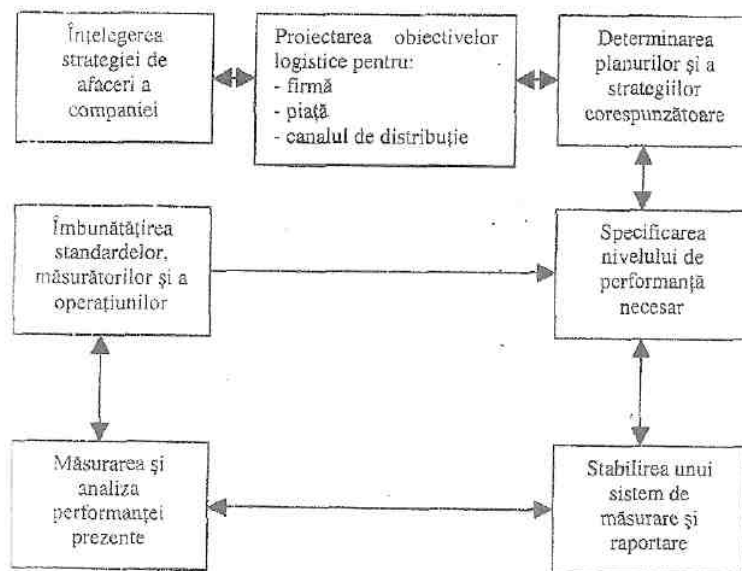 Înțelegerea
strategiei de
afaceri a
companiei
Proiectarea obiectivelor
logistice pentru:
- firmă
- piață
- canalul de distribuție
Determinarea
planurilor și a
strategiilor
corespunzătoare
Îmbunătățirea
standardelor,
măsurătorilor și a
operațiunilor
Specificarea
nivelului de
performanță
necesar
Măsurarea și
analiza
performanței
prezente
Stabilirea unui
sistem de
măsurare și
raportare